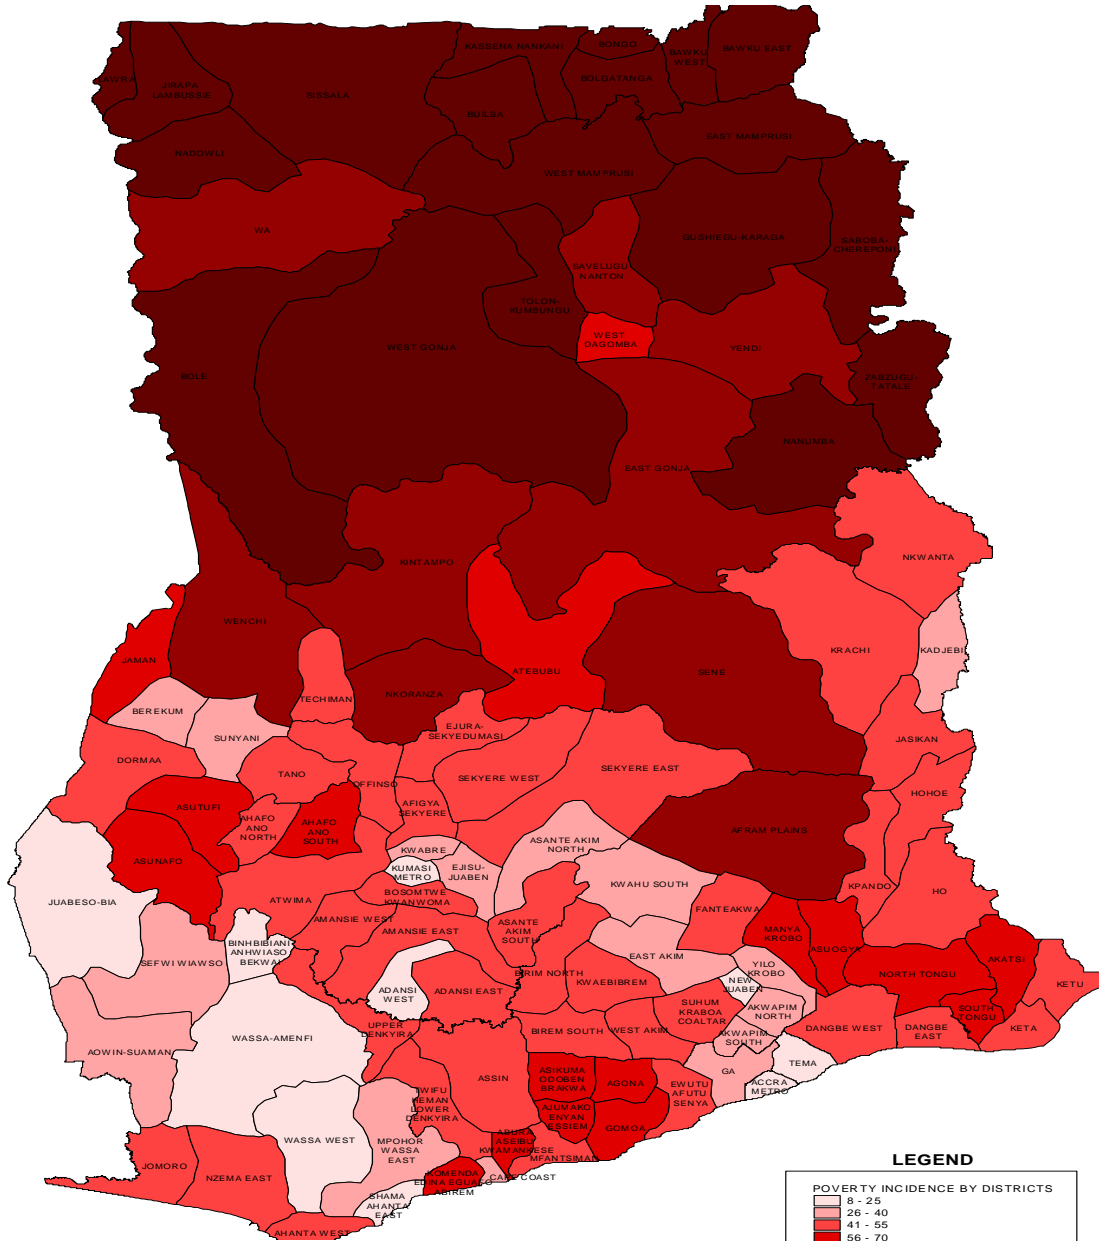 KASSENA NANKANI
BONGO
BAWKU
WEST
BAWKU EAST
LAWRA
JIRAPA
LAMBUSSIE
SISSALA
BOLGATANGA
BUILSA
EAST MAMPRUSI
NADOWLI
WEST MAMPRUSI
WA
GUSHIEGU-KARAGA
SABOBA-
CHEREPONI
SAVELUGU
NANTON
TOLON-
KUMBUNGU
WEST
DAGOMBA
WEST GONJA
YENDI
BOLE
ZABZUGU-
TATALE
NANUMBA
EAST GONJA
KINTAMPO
NKWANTA
WENCHI
KRACHI
KADJEBI
JAMAN
ATEBUBU
SENE
NKORANZA
TECHIMAN
BEREKUM
SUNYANI
EJURA-
SEKYEDUMASI
JASIKAN
DORMAA
TANO
OFFINSO
SEKYERE WEST
SEKYERE EAST
HOHOE
ASUTUFI
AFIGYA
SEKYERE
AHAFO
ANO
NORTH
AHAFO
ANO
SOUTH
AFRAM PLAINS
ASUNAFO
KWABRE
ASANTE AKIM
NORTH
KUMASI
METRO
EJISU-
JUABEN
KWAHU SOUTH
KPANDO
HO
JUABESO-BIA
ATWIMA
BOSOMTWE
KWANWOMA
FANTEAKWA
AMANSIE WEST
AMANSIE EAST
ASANTE
AKIM
SOUTH
MANYA
KROBO
ASUOGYA
BINHBIBIANI
ANHWIASO
BEKWAI
SEFWI WIAWSO
EAST AKIM
YILO
KROBO
AKATSI
NORTH TONGU
BIRIM NORTH
KWAEBIBREM
NEW
JUABEN
KETU
ADANSI
WEST
ADANSI EAST
SUHUM
KRABOA
COALTAR
AKWAPIM
NORTH
SOUTH
TONGU
WASSA-AMENFI
UPPER
DENKYIRA
BIREM SOUTH
WEST AKIM
AKWAPIM
SOUTH
DANGBE WEST
DANGBE
EAST
KETA
AOWIN-SUAMAN
TEMA
ASSIN
ASIKUMA
ODOBEN
BRAKWA
AGONA
GA
ACCRA
METRO
EWUTU
AFUTU
SENYA
TWIFU
HEMAN
LOWER
DENKYIRA
AJUMAKO
ENYAN
ESSIEM
GOMOA
WASSA WEST
MPOHOR
WASSA
EAST
ABURA
ASEIBU
KWAMANKESE
MFANTSIMAN
JOMORO
NZEMA EAST
KOMENDA
EDINA EGUAFO
ABIREM
CAPE COAST
SHAMA
AHANTA
EAST
AHANTA WEST
LEGEND
POVERTY INCIDENCE BY DISTRICTS
8 - 25
26 - 40
41 - 55
56 - 70